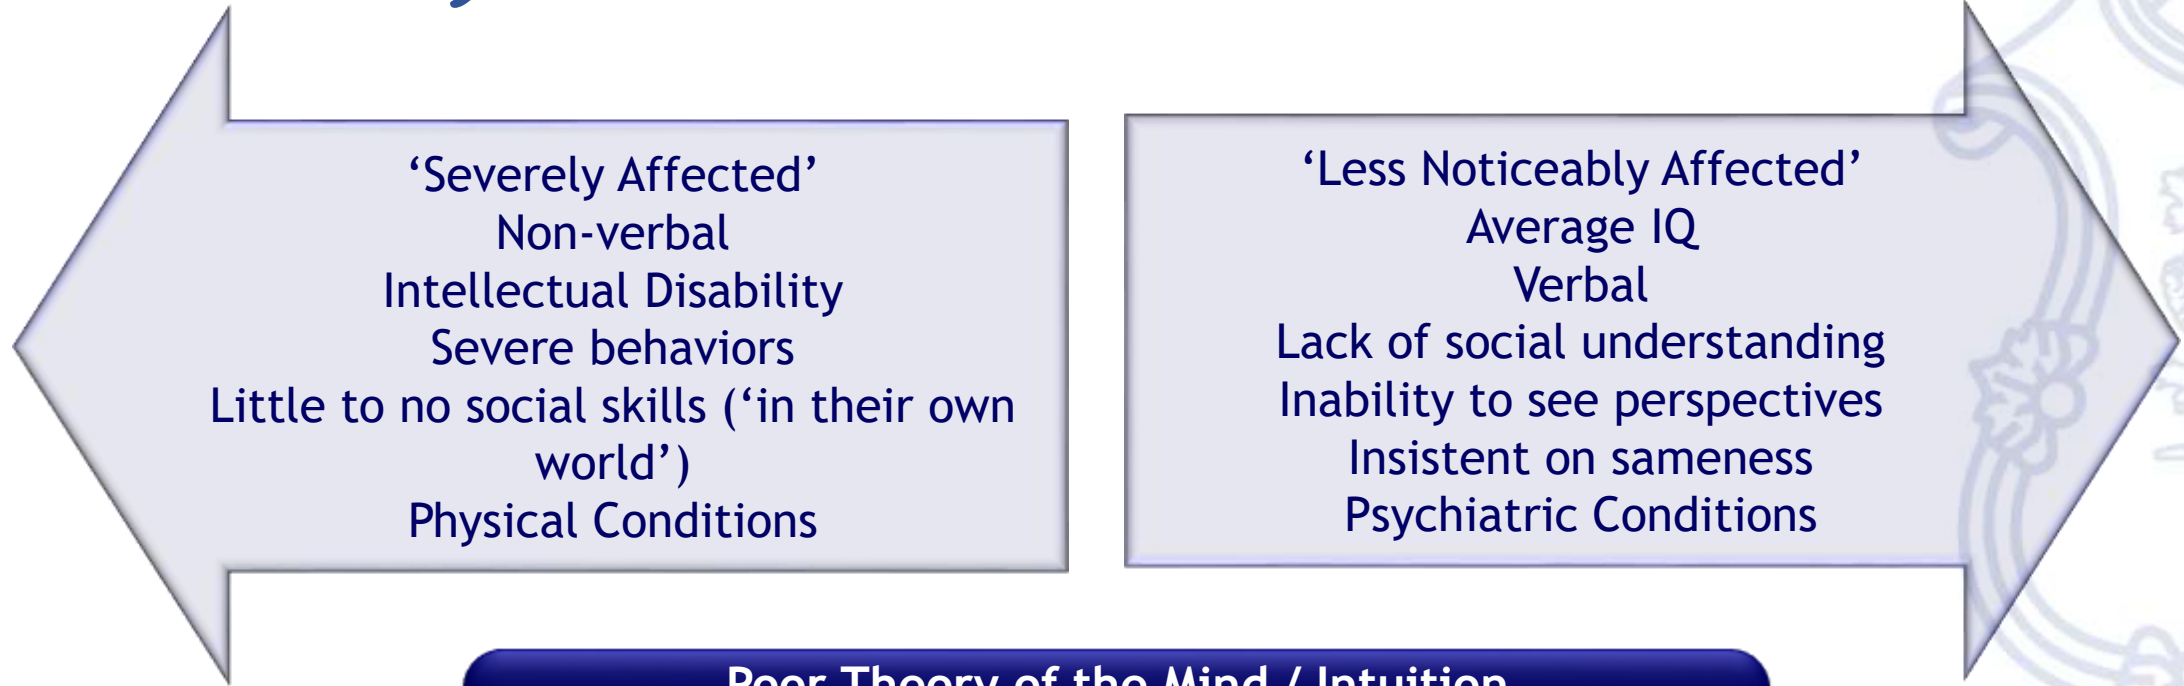 ‘Severely Affected’
Non-verbal
Intellectual Disability
Severe behaviors
Little to no social skills (‘in their own
world’)
Physical Conditions
‘Less Noticeably Affected’
Average IQ
Verbal
Lack of social understanding
Inability to see perspectives
Insistent on sameness
Psychiatric Conditions
Poor Theory of the Mind / Intuition